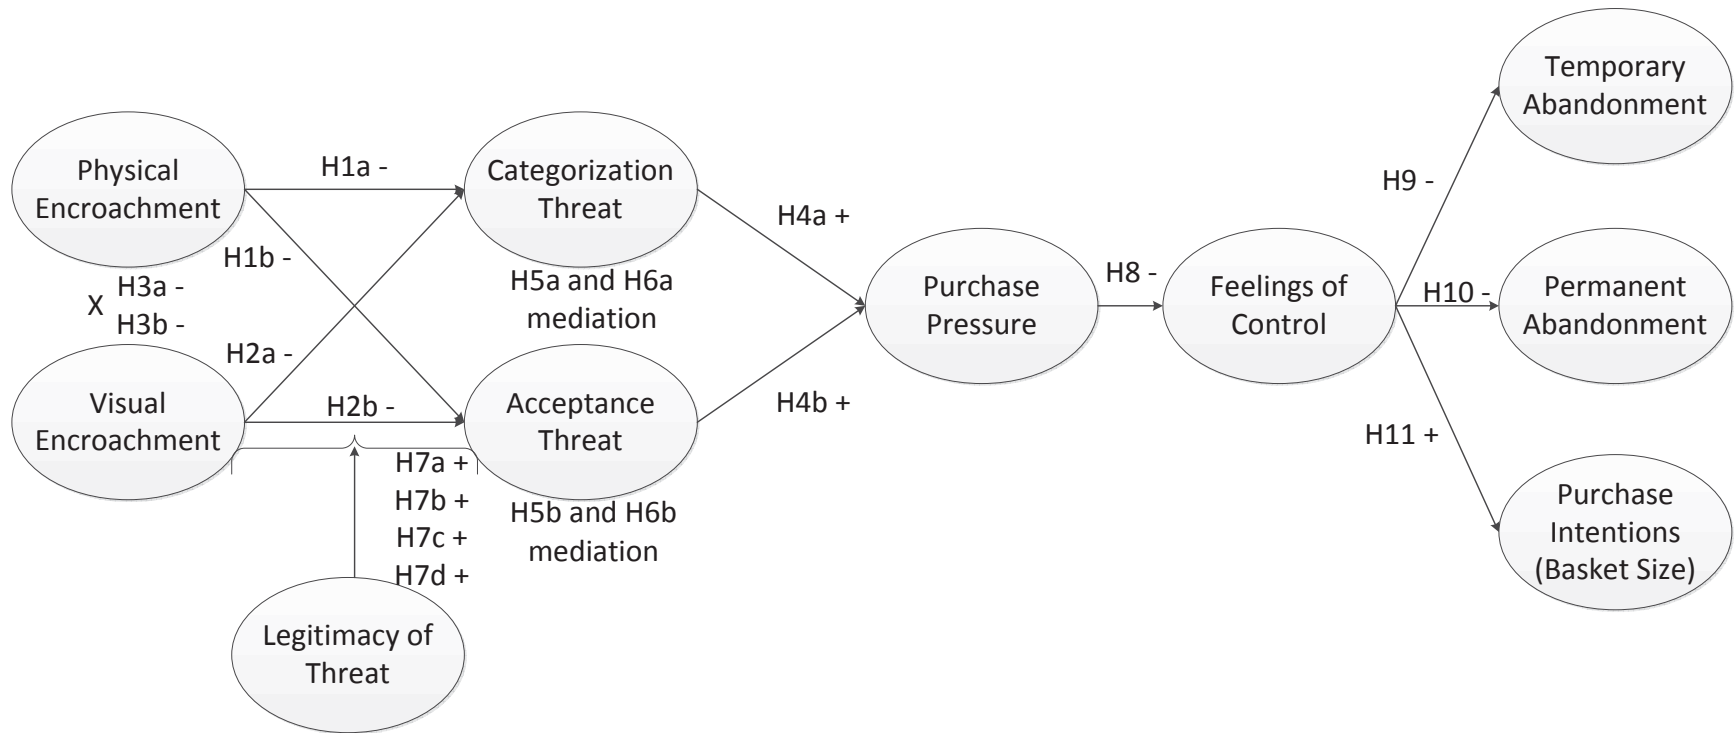 Temporary
Abandonment
Physical
Encroachment
H1a -
Categorization
Threat
H9 -
H4a +
H1b -
H5a and H6a
mediation
X
H3a -
H3b -
Purchase
Pressure
H8 -
Feelings of
Control
H10 -
Permanent
Abandonment
H2a -
Visual
Encroachment
H2b -
Acceptance
Threat
H4b +
H11 +
H7a +
H7b +
H7c +
H7d +
H5b and H6b
mediation
Purchase
Intentions
(Basket Size)
Legitimacy of
Threat